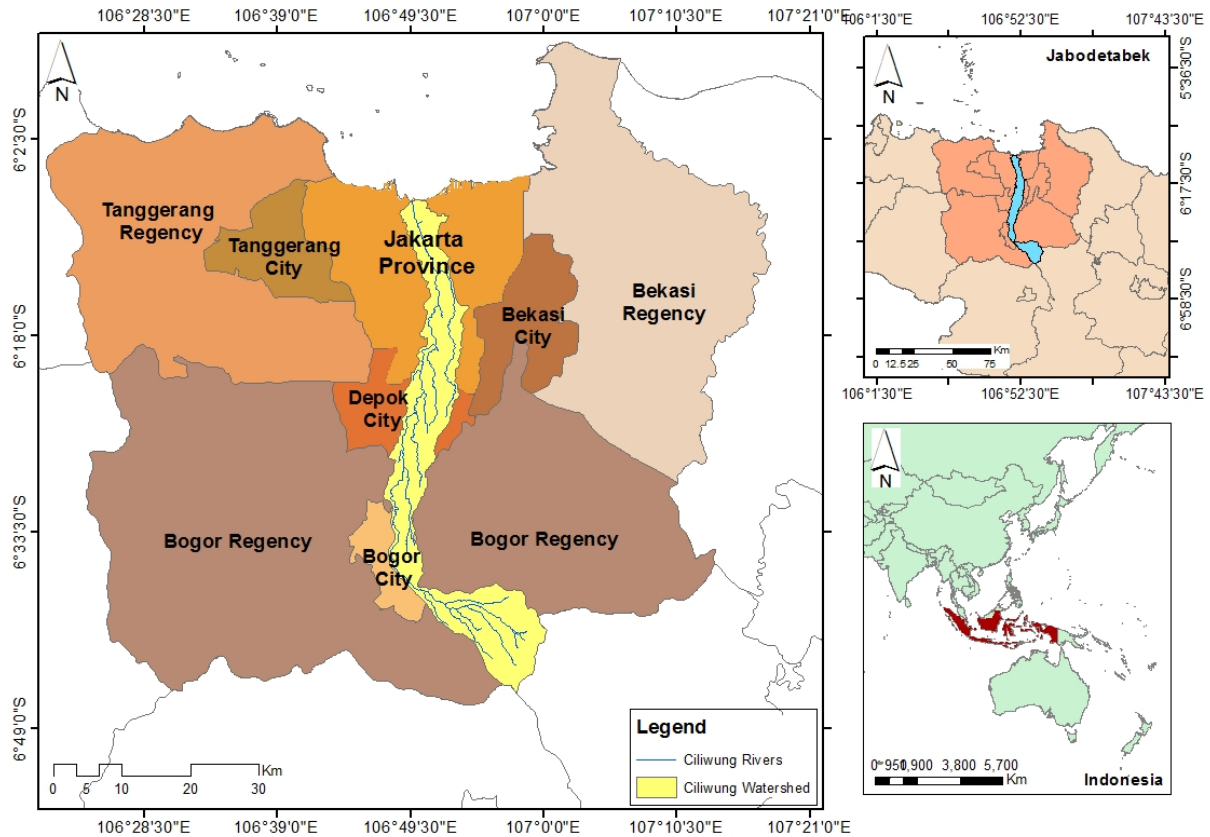 106°28'30"E 106°39'0"E 106°49'30"E 107°0'0"E 107°10'30"E 107°21'0"E
6°2'30"S
6°18'0"S
6°33'30"S
6°49'0"S
N
Tanggerang
Regency
Tanggerang
City
Jakarta
Province
Bekasi
City
Bekasi
Regency
Depok
City
Bogor Regency
Bogor
City
Bogor Regency
Legend
Ciliwung Rivers
Ciliwung Watershed
Km
0 5 10 20 30
106°28'30"E 106°39'0"E 106°49'30"E 107°0'0"E 107°10'30"E 107°21'0"E
106°1'30"E 106°52'30"E 107°43'30"E
Jabodetabek
N
5°36'30"S
6°17'30"S
6°58'30"S
Km
0 12.525 50 75
106°1'30"E 106°52'30"E 107°43'30"E
N
0 950 1,900 3,800 5,700
Km
Indonesia